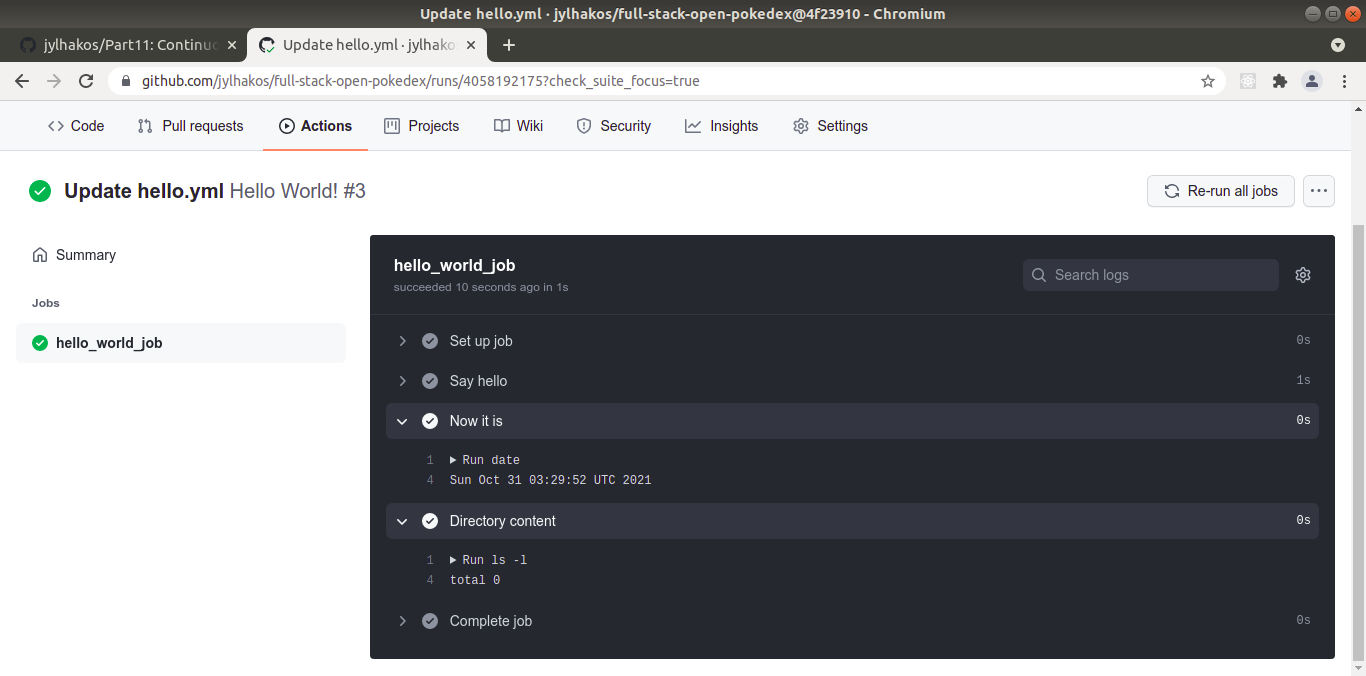 Update hello.yml · jylhakos/full-stack-open-pokedex@4f23910 - Chromium
jylhakos/Part11: Continuo
Update hello.yml · jylhako
github.com/jylhakos/full-stack-open-pokedex/runs/4058192175?check_suite_focus=true
Code Pull requests Actions Projects Wiki Security Insights Settings
Update hello.yml Hello World! #3
Re-run all jobs
Summary
Jobs
hello_world_job
hello_world_job
succeeded 10 seconds ago in 1s
Search logs
Set up job 0s
Say hello 1s
Now it is 0s
1 Run date
4 Sun Oct 31 03:29:52 UTC 2021
Directory content 0s
1 Run ls -l
4 total 0
Complete job 0s